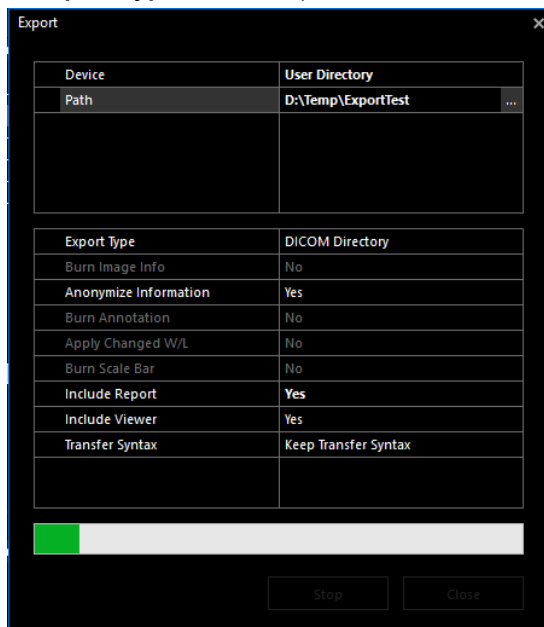 Export
Device User Directory
Path D:\Temp\ExportTest ...
Export Type DICOM Directory
Burn Image Info No
Anonymize Information Yes
Burn Annotation No
Apply Changed W/L No
Burn Scale Bar No
Include Report Yes
Include Viewer Yes
Transfer Syntax Keep Transfer Syntax
Stop Close